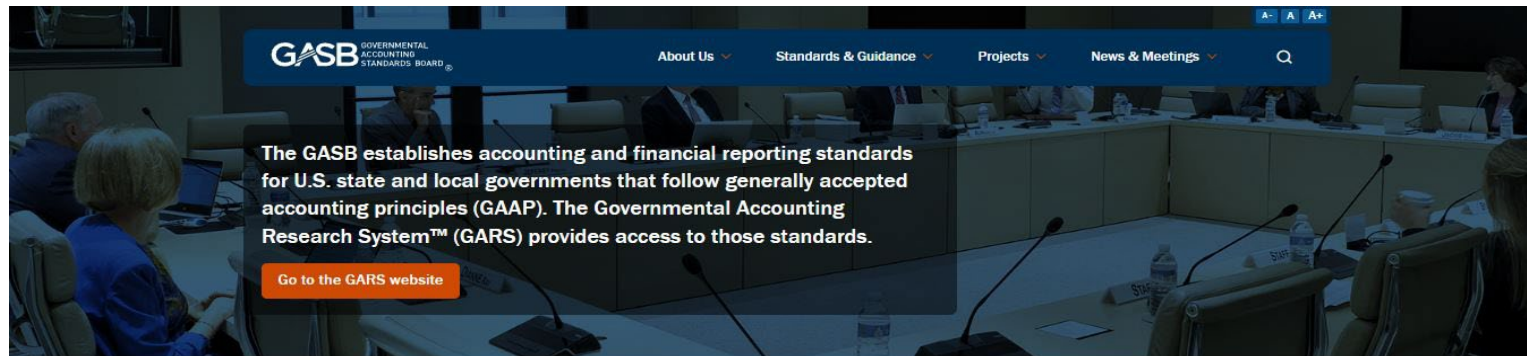 A- A A+
GASB GOVERNMENTAL
ACCOUNTING
STANDARDS BOARD ®
About Us
Standards & Guidance
Projects
News & Meetings
The GASB establishes accounting and financial reporting standards
for U.S. state and local governments that follow generally accepted
accounting principles (GAAP). The Governmental Accounting
Research System™ (GARS) provides access to those standards.
Go to the GARS website
STAFF